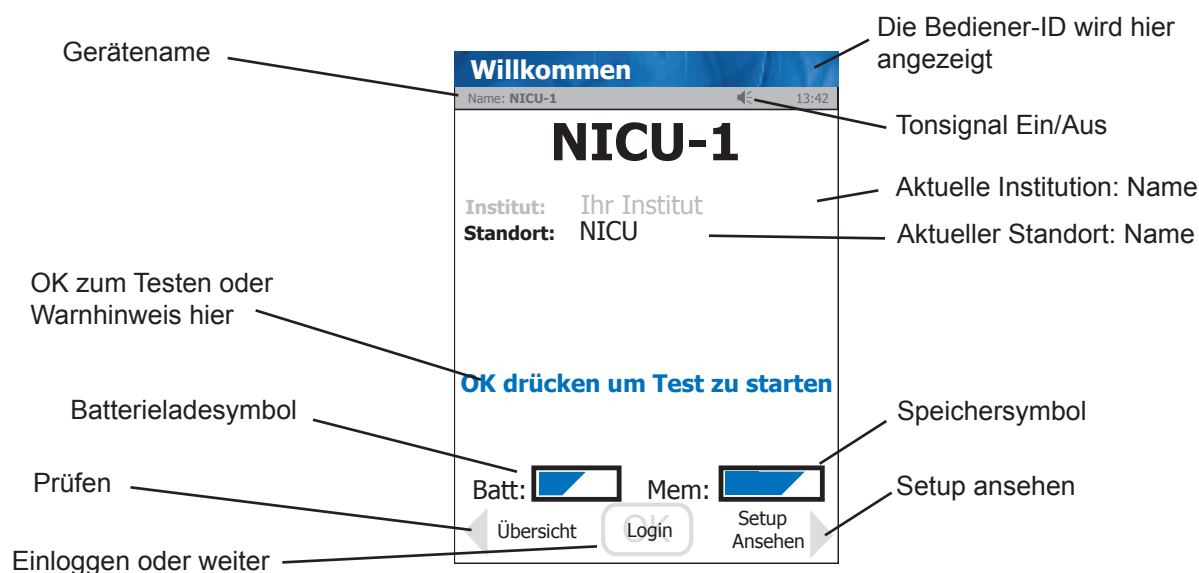 Die Bediener-ID wird hier
angezeigt
Gerätename
Willkommen
Name: NICU-1
13:42
Tonsignal Ein/Aus
NICU-1
Aktuelle Institution: Name
Institut: Ihr Institut
Standort: NICU
Aktueller Standort: Name
OK zum Testen oder
Warnhinweis hier
OK drücken um Test zu starten
Batterieladesymbol
Speichersymbol
Prüfen
Batt:
Mem:
Setup ansehen
Übersicht
OK
Login
Setup
Ansehen
Einloggen oder weiter